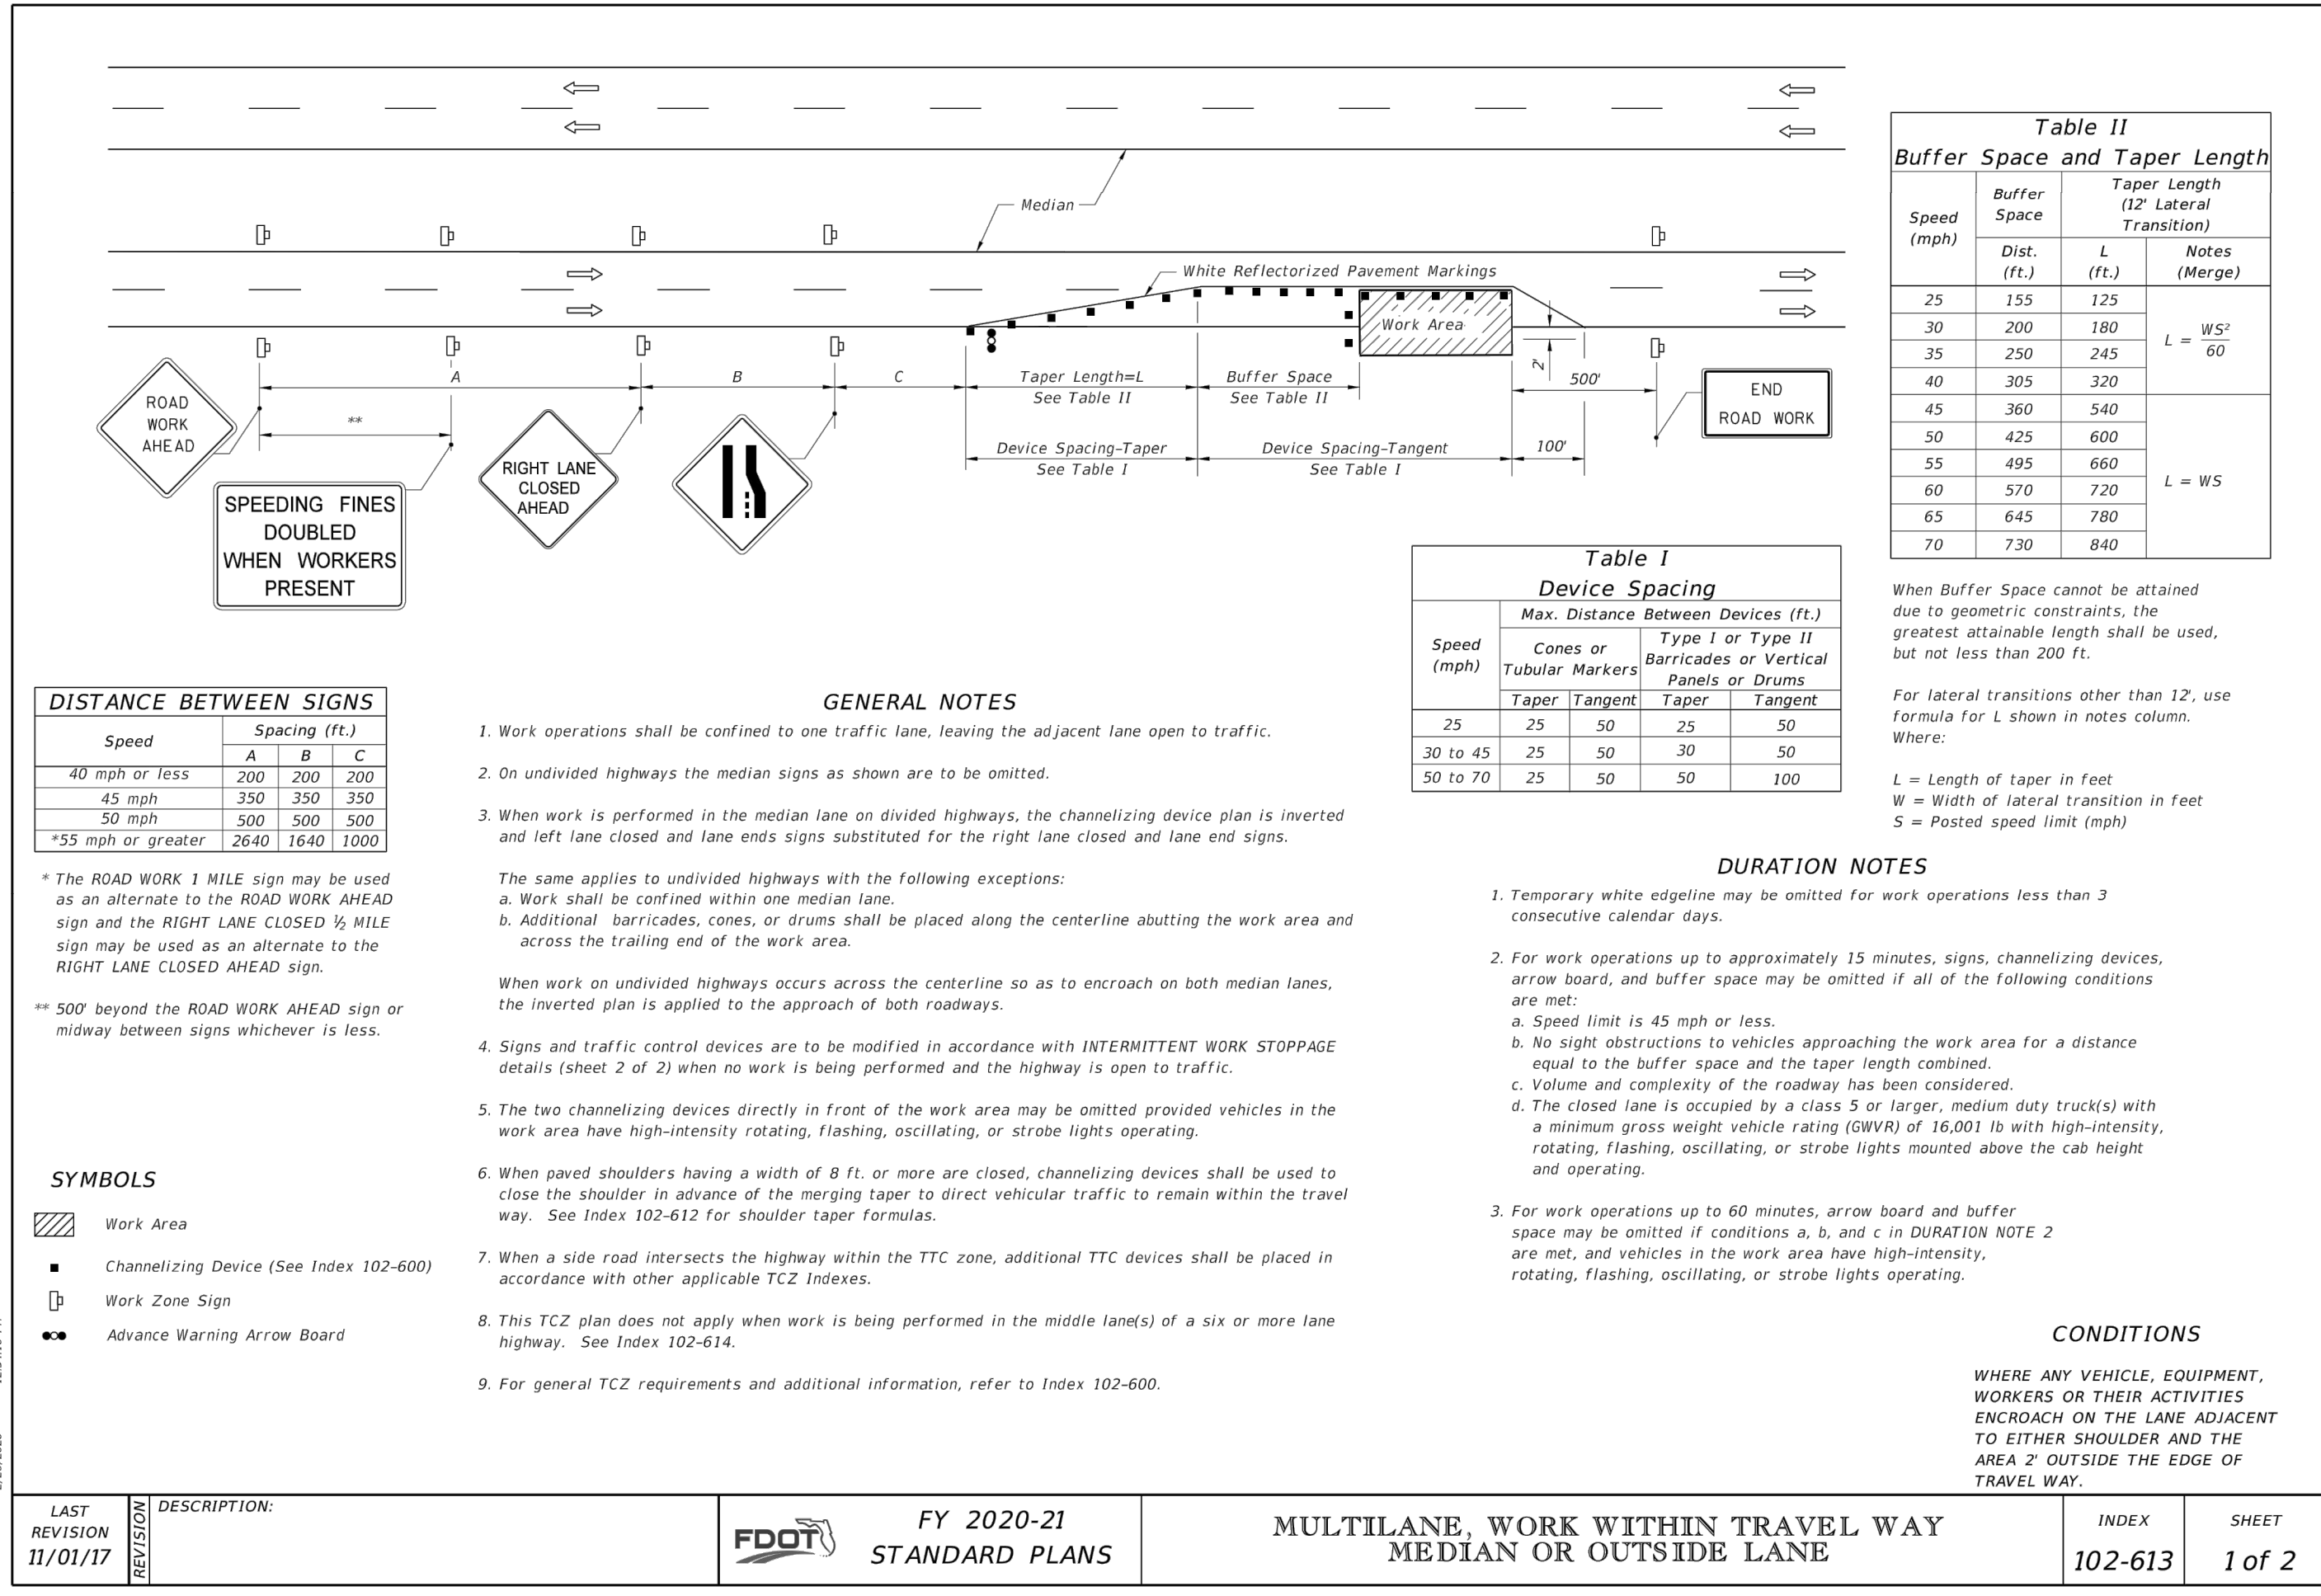 Median
White Reflectorized Pavement Markings
Work Area
A
B
C
Taper Length=L
See Table II
Buffer Space
See Table II
2'
500'
**
Device Spacing-Taper
See Table I
Device Spacing-Tangent
See Table I
100'
ROAD
WORK
AHEAD
SPEEDING FINES
DOUBLED
WHEN WORKERS
PRESENT
RIGHT LANE
CLOSED
AHEAD
END
ROAD WORK
Table II
Buffer Space and Taper Length
Speed
(mph)
Buffer
Space
Taper Length
(12' Lateral
Transition)
Dist.
(ft.)
L
(ft.)
Notes
(Merge)
25 155 125
30 200 180
35 250 245
40 305 320
L = WS²
60
45 360 540
50 425 600
55 495 660
60 570 720
65 645 780
70 730 840
L = WS
When Buffer Space cannot be attained
due to geometric constraints, the
greatest attainable length shall be used,
but not less than 200 ft.
For lateral transitions other than 12', use
formula for L shown in notes column.
Where:
L = Length of taper in feet
W = Width of lateral transition in feet
S = Posted speed limit (mph)
Table I
Device Spacing
Speed
(mph)
Max. Distance Between Devices (ft.)
Cones or
Tubular Markers
Type I or Type II
Barricades or Vertical
Panels or Drums
Taper Tangent Taper Tangent
25 25 50 25 50
30 to 45 25 50 30 50
50 to 70 25 50 50 100
DISTANCE BETWEEN SIGNS
Speed
Spacing (ft.)
A B C
40 mph or less 200 200 200
45 mph 350 350 350
50 mph 500 500 500
*55 mph or greater 2640 1640 1000
* The ROAD WORK 1 MILE sign may be used
as an alternate to the ROAD WORK AHEAD
sign and the RIGHT LANE CLOSED ½ MILE
sign may be used as an alternate to the
RIGHT LANE CLOSED AHEAD sign.
** 500' beyond the ROAD WORK AHEAD sign or
midway between signs whichever is less.
SYMBOLS
Work Area
Channelizing Device (See Index 102-600)
Work Zone Sign
Advance Warning Arrow Board
GENERAL NOTES
1. Work operations shall be confined to one traffic lane, leaving the adjacent lane open to traffic.
2. On undivided highways the median signs as shown are to be omitted.
3. When work is performed in the median lane on divided highways, the channelizing device plan is inverted
and left lane closed and lane ends signs substituted for the right lane closed and lane end signs.
The same applies to undivided highways with the following exceptions:
a. Work shall be confined within one median lane.
b. Additional barricades, cones, or drums shall be placed along the centerline abutting the work area and
across the trailing end of the work area.
When work on undivided highways occurs across the centerline so as to encroach on both median lanes,
the inverted plan is applied to the approach of both roadways.
4. Signs and traffic control devices are to be modified in accordance with INTERMITTENT WORK STOPPAGE
details (sheet 2 of 2) when no work is being performed and the highway is open to traffic.
5. The two channelizing devices directly in front of the work area may be omitted provided vehicles in the
work area have high-intensity rotating, flashing, oscillating, or strobe lights operating.
6. When paved shoulders having a width of 8 ft. or more are closed, channelizing devices shall be used to
close the shoulder in advance of the merging taper to direct vehicular traffic to remain within the travel
way. See Index 102-612 for shoulder taper formulas.
7. When a side road intersects the highway within the TTC zone, additional TTC devices shall be placed in
accordance with other applicable TCZ Indexes.
8. This TCZ plan does not apply when work is being performed in the middle lane(s) of a six or more lane
highway. See Index 102-614.
9. For general TCZ requirements and additional information, refer to Index 102-600.
DURATION NOTES
1. Temporary white edgeline may be omitted for work operations less than 3
consecutive calendar days.
2. For work operations up to approximately 15 minutes, signs, channelizing devices,
arrow board, and buffer space may be omitted if all of the following conditions
are met:
a. Speed limit is 45 mph or less.
b. No sight obstructions to vehicles approaching the work area for a distance
equal to the buffer space and the taper length combined.
c. Volume and complexity of the roadway has been considered.
d. The closed lane is occupied by a class 5 or larger, medium duty truck(s) with
a minimum gross weight vehicle rating (GWVR) of 16,001 lb with high-intensity,
rotating, flashing, oscillating, or strobe lights mounted above the cab height
and operating.
3. For work operations up to 60 minutes, arrow board and buffer
space may be omitted if conditions a, b, and c in DURATION NOTE 2
are met, and vehicles in the work area have high-intensity,
rotating, flashing, oscillating, or strobe lights operating.
CONDITIONS
WHERE ANY VEHICLE, EQUIPMENT,
WORKERS OR THEIR ACTIVITIES
ENCROACH ON THE LANE ADJACENT
TO EITHER SHOULDER AND THE
AREA 2' OUTSIDE THE EDGE OF
TRAVEL WAY.
LAST
REVISION
11/01/17
REVISION
DESCRIPTION:
FDOT
FY 2020-21
STANDARD PLANS
MULTILANE, WORK WITHIN TRAVEL WAY
MEDIAN OR OUTSIDE LANE
INDEX
102-613
SHEET
1 of 2